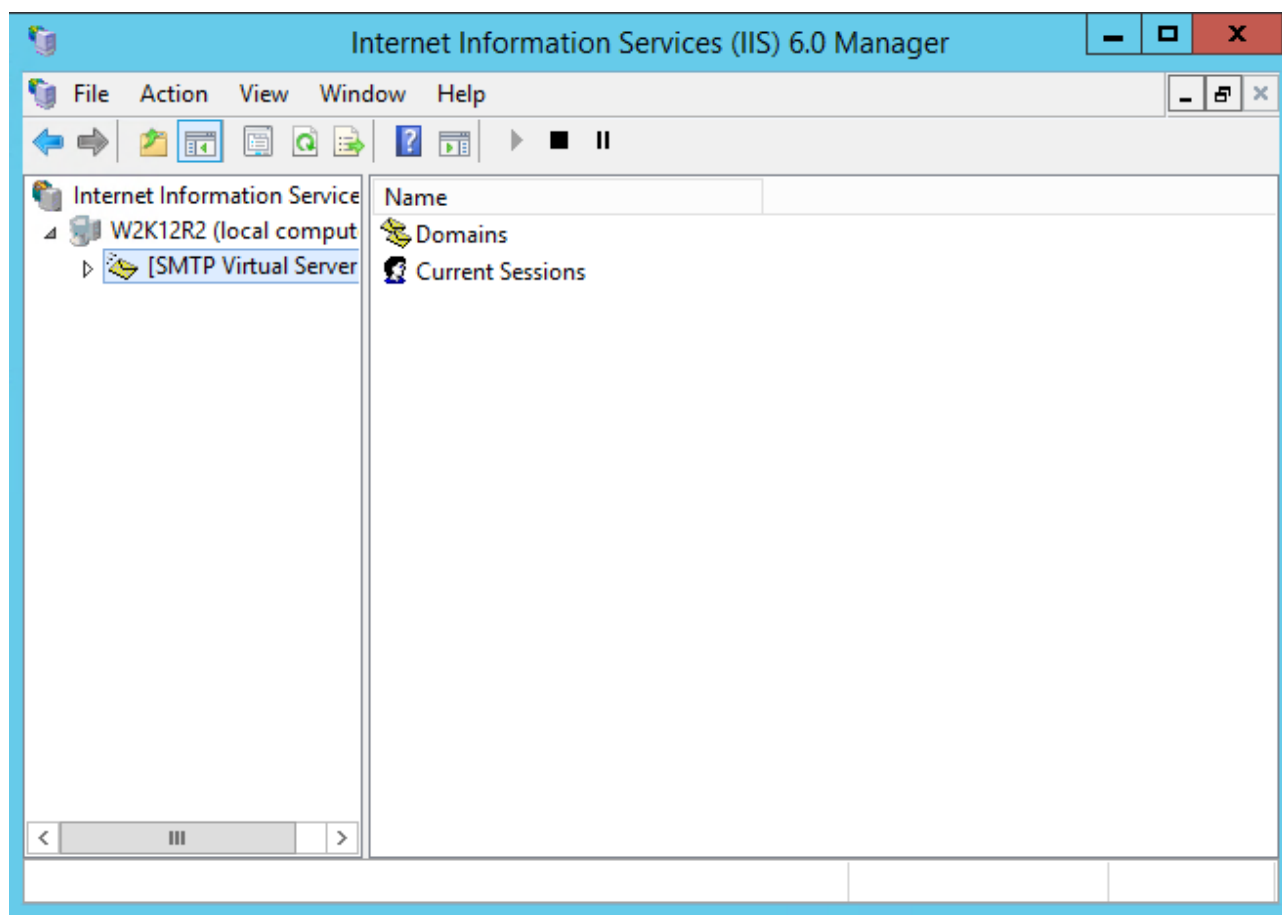 Internet Information Services (IIS) 6.0 Manager
File Action View Window Help
Internet Information Service
W2K12R2 (local comput
[SMTP Virtual Server
Name
Domains
Current Sessions